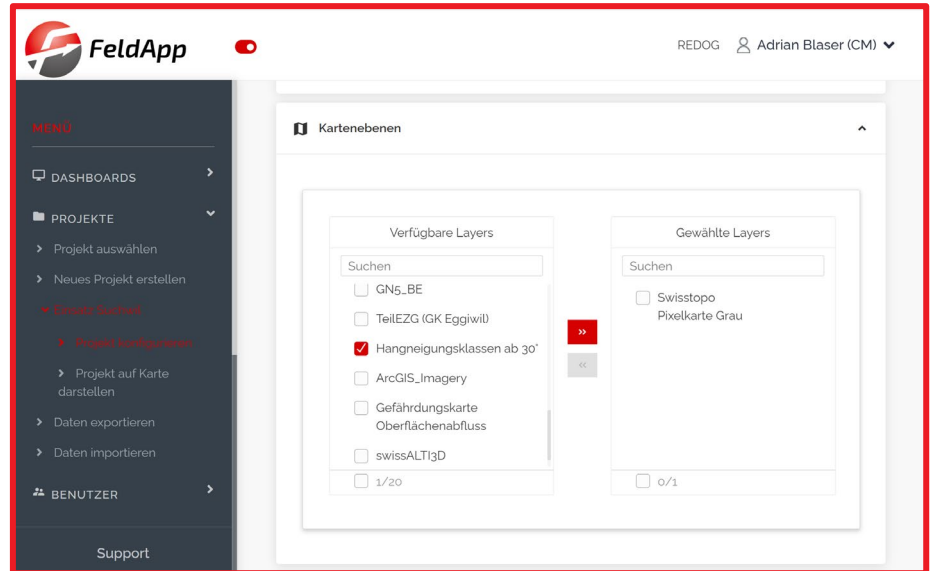 FeldApp
REDOG Adrian Blaser (CM)
MENÜ
DASHBOARDS
PROJEKTE
Projekt auswählen
Neues Projekt erstellen
Projekt konfigurieren
Projekt auf Karte
darstellen
Daten exportieren
Daten importieren
BENUTZER
Support
Kartenebenen
Verfügbare Layers
Suchen
GN5_BE
TeilEZG (GK Eggiwil)
Hangneigungsklassen ab 30°
ArcGIS_Imagery
Gefährdungskarte
Oberflächenabfluss
swissALTI3D
1/20
»
«
Gewählte Layers
Suchen
Swisstopo
Pixelkarte Grau
0/1